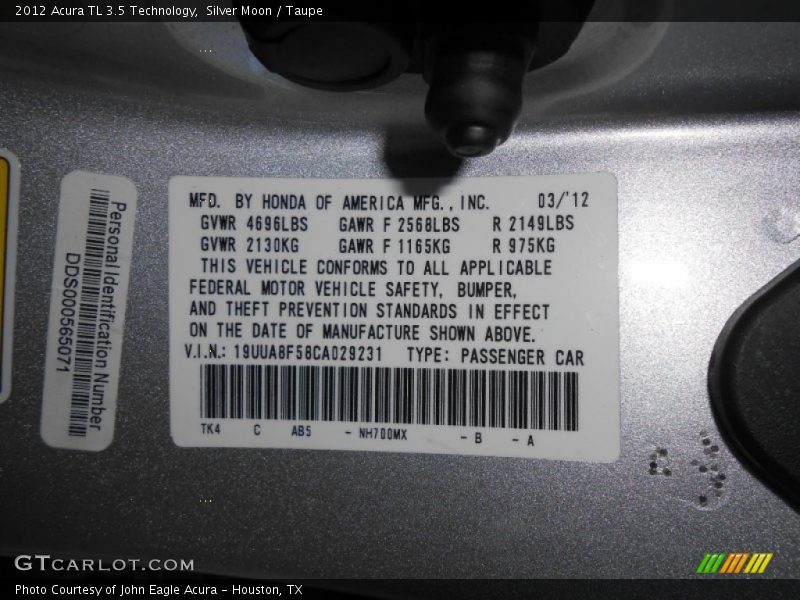 2012 Acura TL 3.5 Technology, Silver Moon / Taupe
Personal Identification Number
DDS000565071
MFD. BY HONDA OF AMERICA MFG., INC. 03/'12
GVWR 4696LBS GAWR F 2568LBS R 2149LBS
GVWR 2130KG GAWR F 1165KG R 975KG
THIS VEHICLE CONFORMS TO ALL APPLICABLE
FEDERAL MOTOR VEHICLE SAFETY, BUMPER,
AND THEFT PREVENTION STANDARDS IN EFFECT
ON THE DATE OF MANUFACTURE SHOWN ABOVE.
V.I.N.: 19UUA8F58CA029231 TYPE: PASSENGER CAR
TK4 C AB5 - NH700MX - B - A
GTCARLOT.COM
Photo Courtesy of John Eagle Acura - Houston, TX